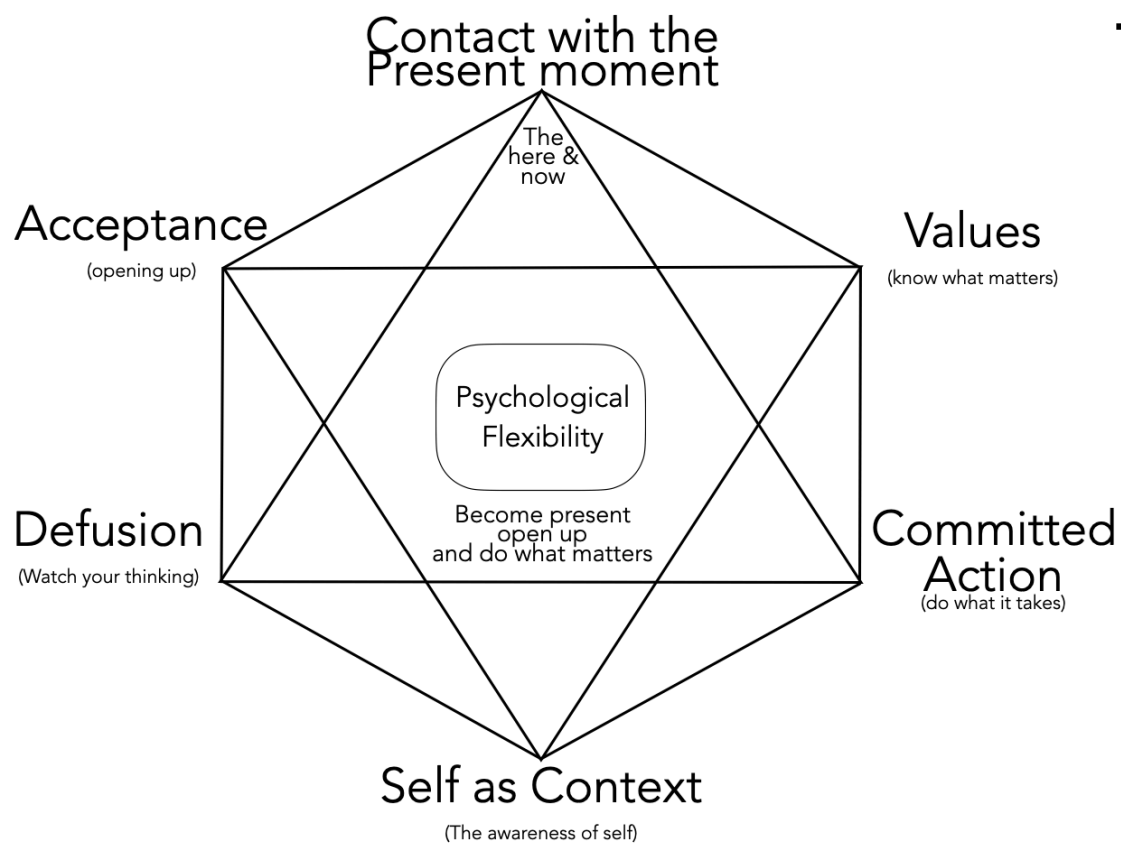 Contact with the
Present moment
The
here &
now
Acceptance
(opening up)
Values
(know what matters)
Psychological
Flexibility
Become present
open up
and do what matters
Defusion
(Watch your thinking)
Committed
Action
(do what it takes)
Self as Context
(The awareness of self)